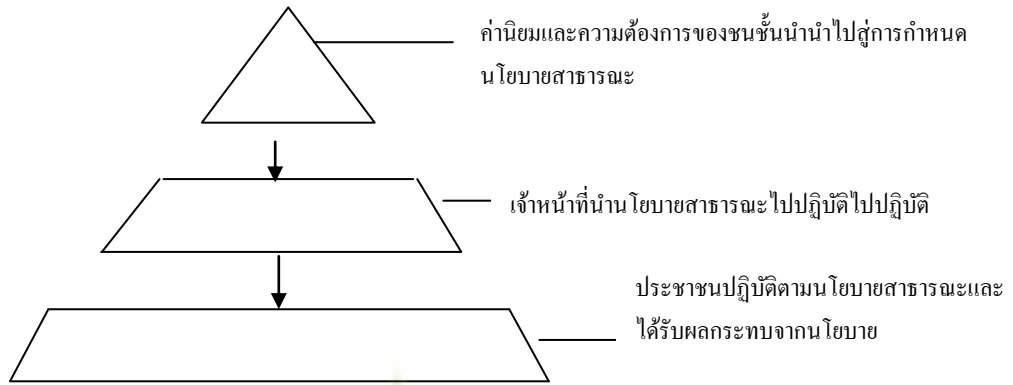 ค่านิยมและความต้องการของชนชั้นนำนำไปสู่การกำหนด
นโยบายสาธารณะ
เจ้าหน้าที่นำนโยบายสาธารณะไปปฏิบัติไปปฏิบัติ
ประชาชนปฏิบัติตามนโยบายสาธารณะและ
ได้รับผลกระทบจากนโยบาย